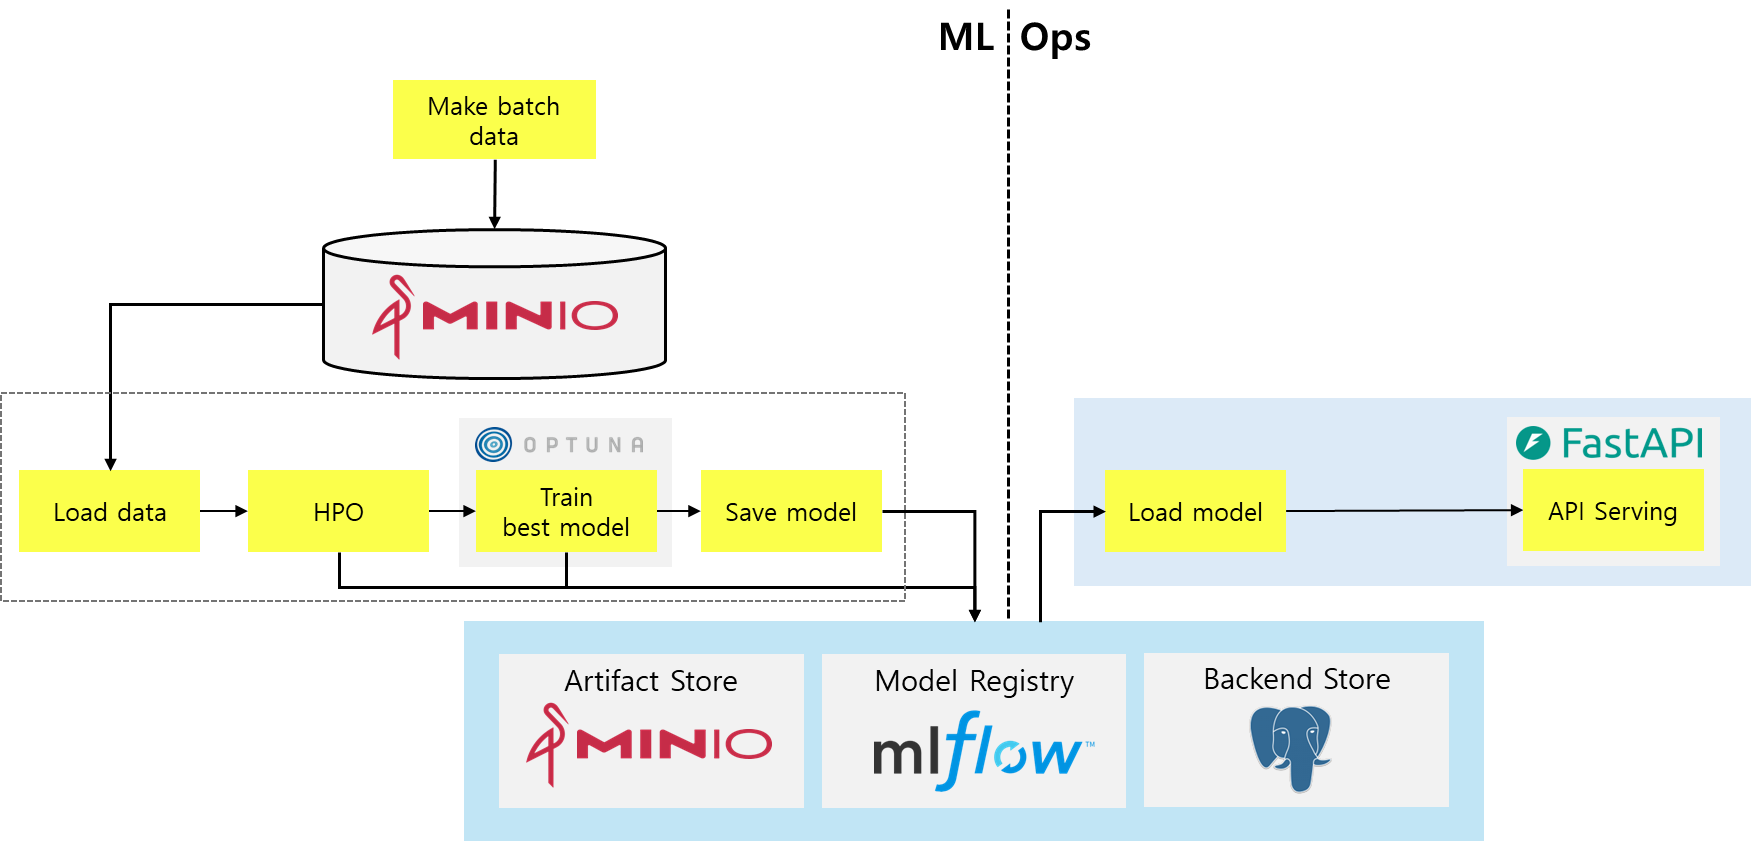 ML Ops
Make batch
data
MINIO
OPTUNA
FastAPI
Load data
HPO
Train
best model
Save model
Load model
API Serving
Artifact Store
MINIO
Model Registry
mlflow™
Backend Store